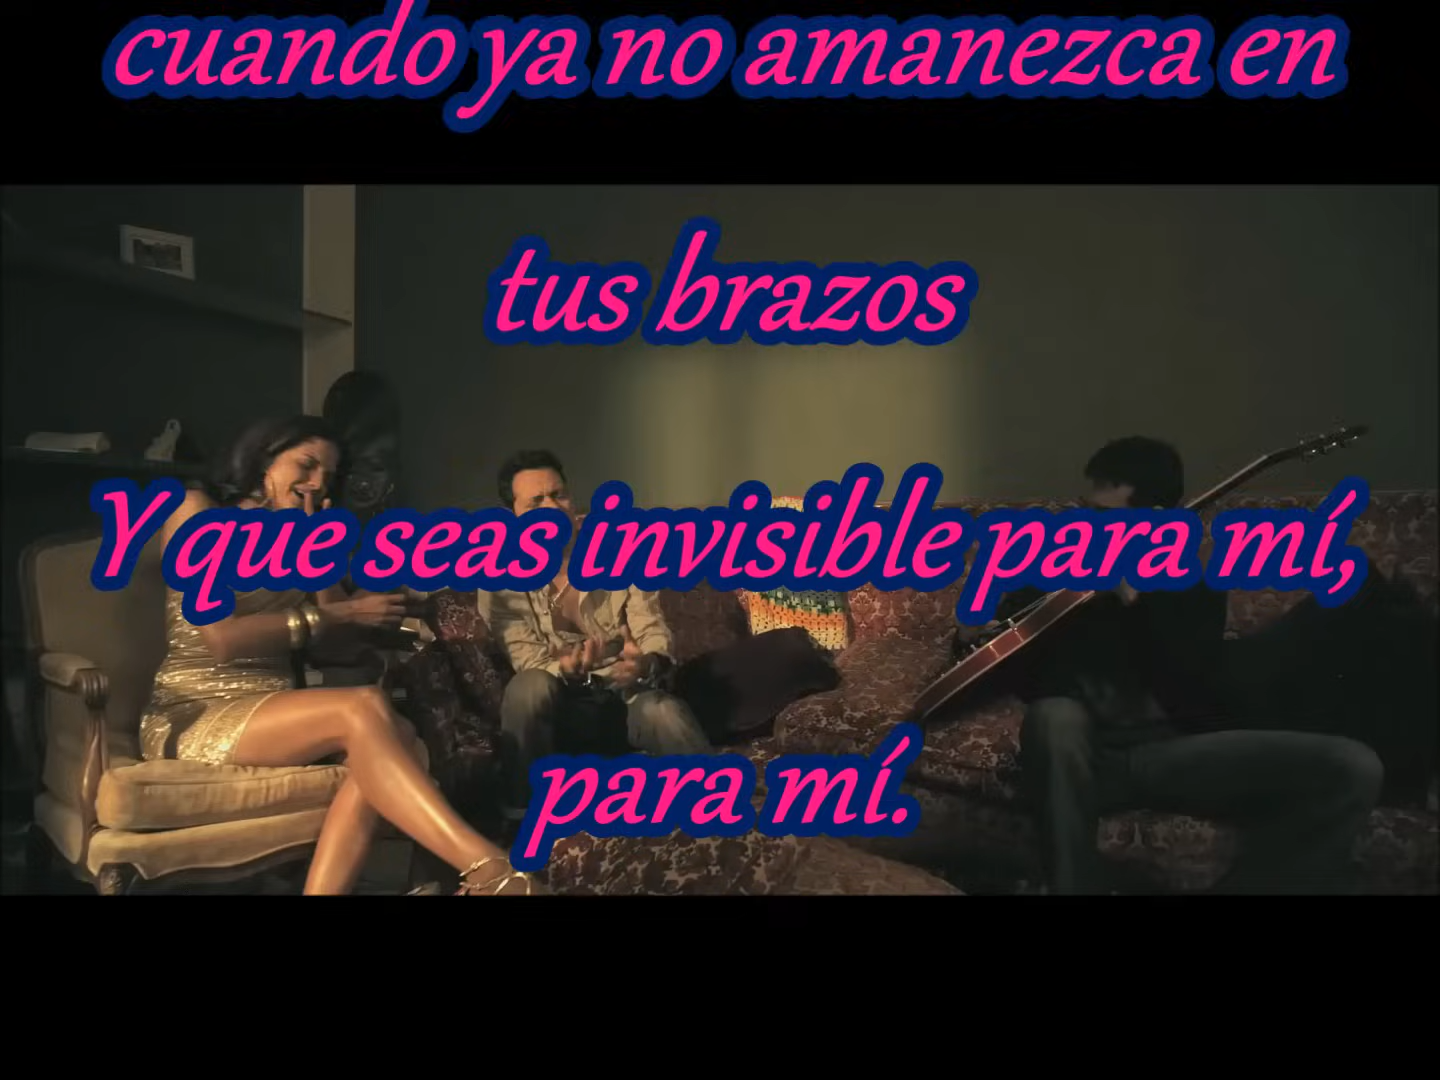 cuando ya no amanezca en
tus brazos
Y que seas invisible para mí,
para mí.